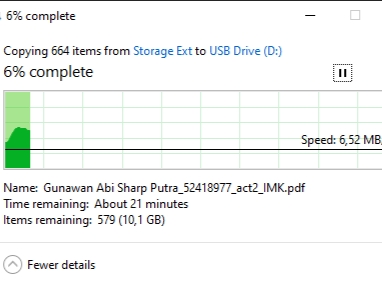 6% complete
Copying 664 items from Storage Ext to USB Drive (D:)
6% complete
Speed: 6,52 MB
Name: Gunawan Abi Sharp Putra_52418977_act2_IMK.pdf
Time remaining: About 21 minutes
Items remaining: 579 (10,1 GB)
Fewer details